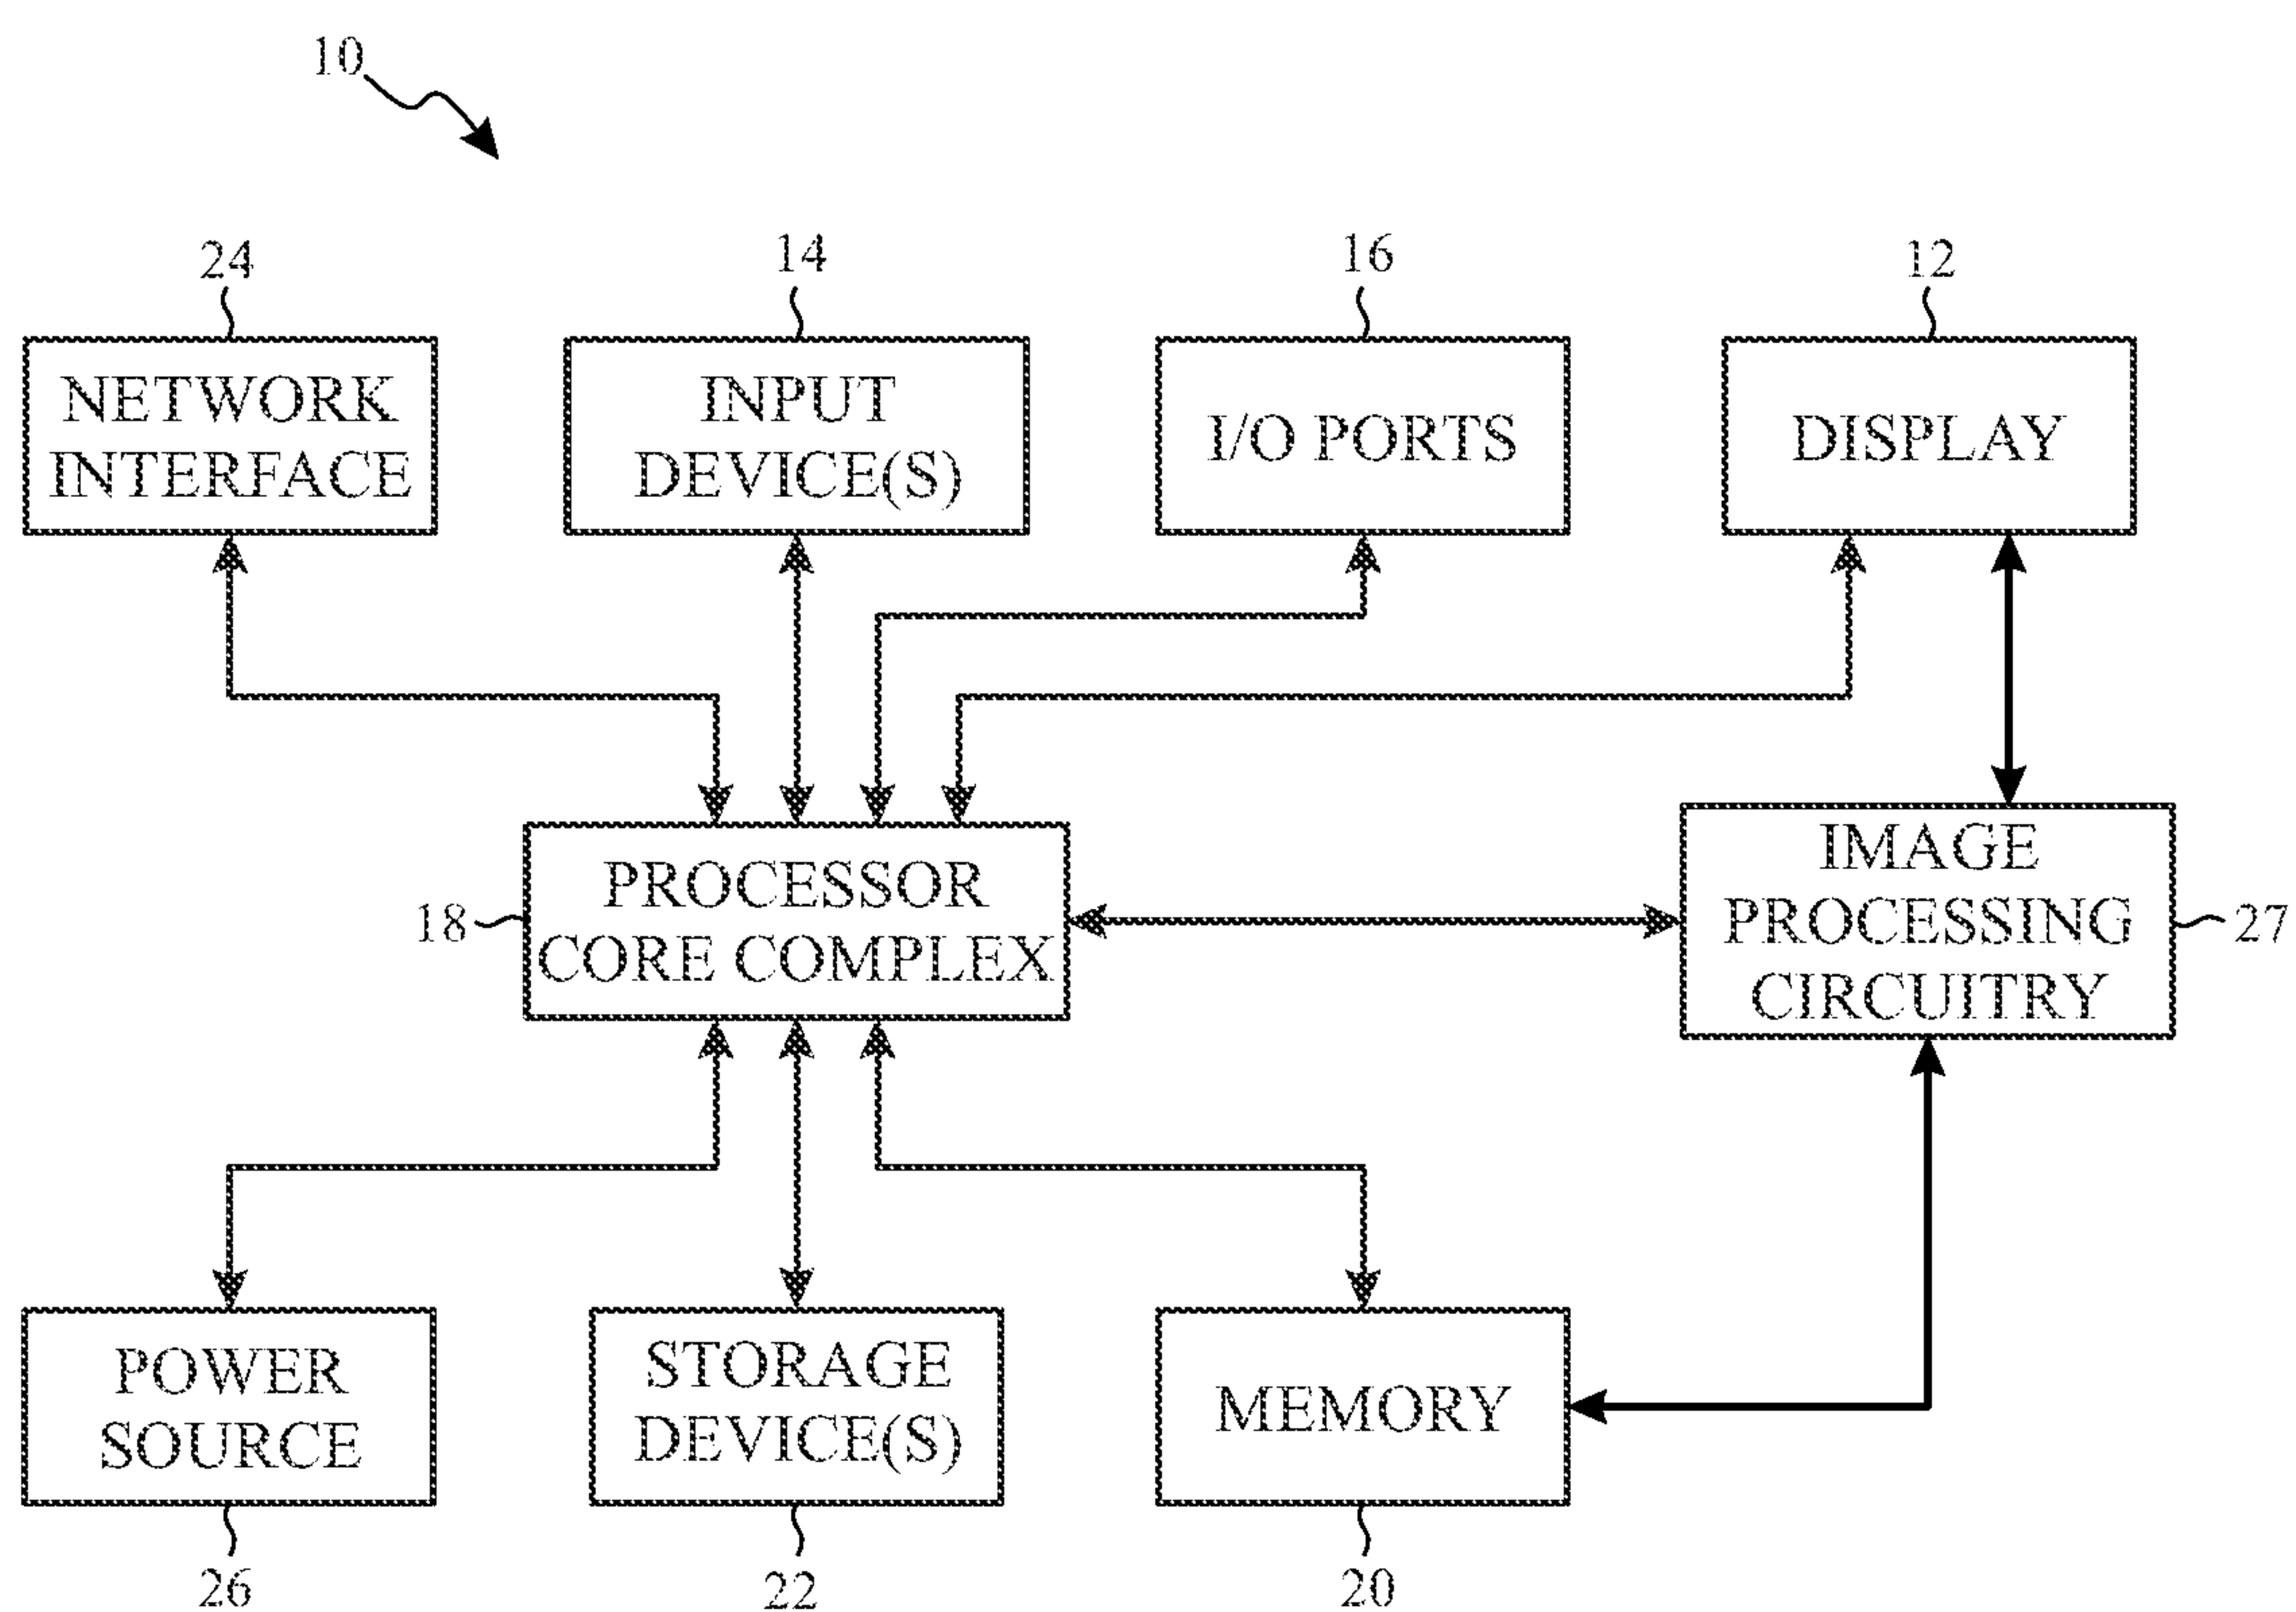 10
24
14
16
12
NETWORK
INTERFACE
INPUT
DEVICE(S)
I/O PORTS
DISPLAY
18
PROCESSOR
CORE COMPLEX
IMAGE
PROCESSING
CIRCUITRY
27
POWER
SOURCE
STORAGE
DEVICE(S)
MEMORY
26
22
20